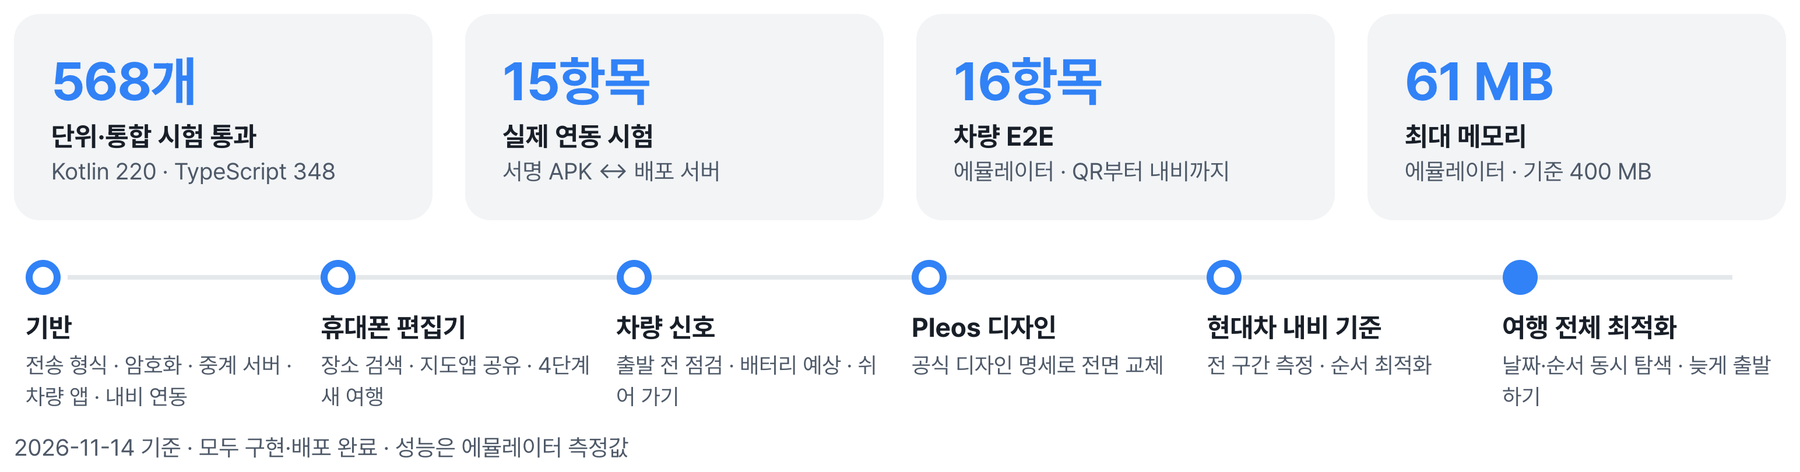 568개
단위·통합 시험 통과
Kotlin 220 · TypeScript 348
15항목
실제 연동 시험
서명 APK ↔ 배포 서버
16항목
차량 E2E
에뮬레이터 · QR부터 내비까지
61 MB
최대 메모리
에뮬레이터 · 기준 400 MB
기반
전송 형식 · 암호화 · 중계 서버 ·
차량 앱 · 내비 연동
휴대폰 편집기
장소 검색 · 지도앱 공유 · 4단계
새 여행
차량 신호
출발 전 점검 · 배터리 예상 · 쉬
어 가기
Pleos 디자인
공식 디자인 명세로 전면 교체
현대차 내비 기준
전 구간 측정 · 순서 최적화
여행 전체 최적화
날짜·순서 동시 탐색 · 늦게 출발
하기
2026-11-14 기준 · 모두 구현·배포 완료 · 성능은 에뮬레이터 측정값